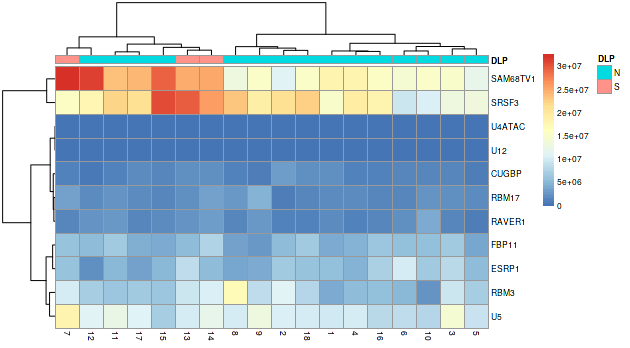 DLP
SAM68TV1
SRSF3
U4ATAC
U12
CUGBP
RBM17
RAVER1
FBP11
ESRP1
RBM3
U5
7 12 11 17 15 13 14 8 9 2 18 1 4 16 6 10 3 5
3e+07
2.5e+07
2e+07
1.5e+07
1e+07
5e+06
0
DLP
N
S